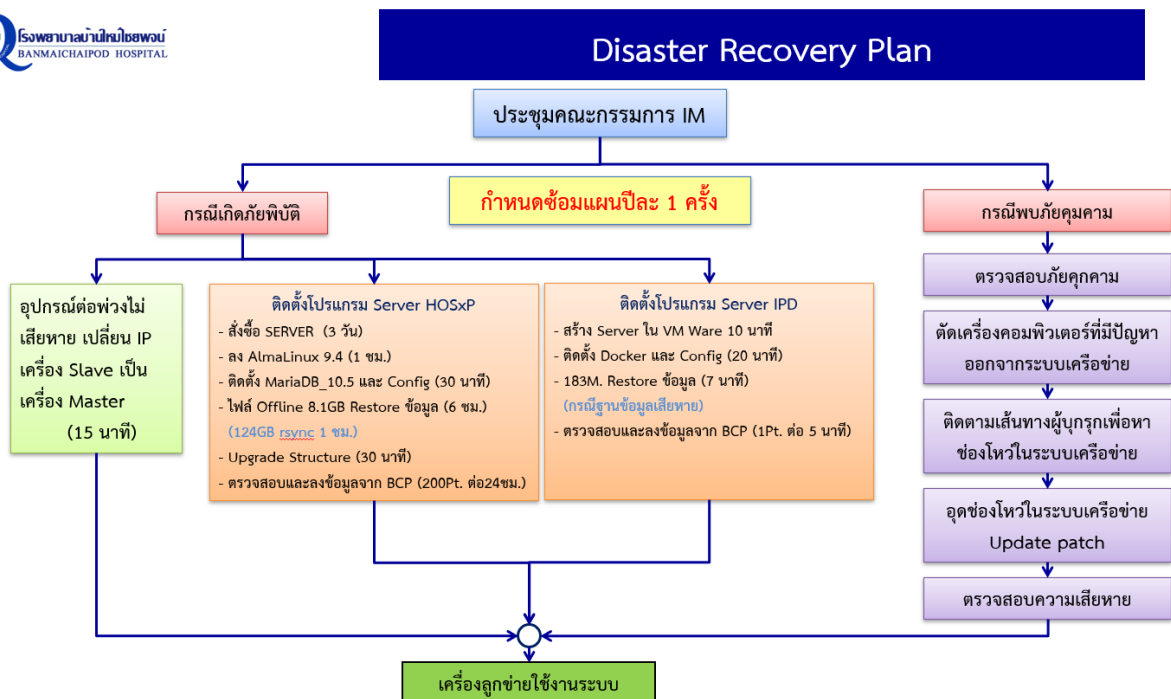 โรงพยาบาลบ้านใหม่ไชยพจน์
BANMAICHAIPOD HOSPITAL
Disaster Recovery Plan
ประชุมคณะกรรมการ IM
กำหนดซ้อมแผนปีละ 1 ครั้ง
กรณีเกิดภัยพิบัติ
อุปกรณ์ต่อพ่วงไม่
เสียหาย เปลี่ยน IP
เครื่อง Slave เป็น
เครื่อง Master
(15 นาที)
ติดตั้งโปรแกรม Server HOSxP
- สั่งซื้อ SERVER (3 วัน)
- ลง AlmaLinux 9.4 (1 ชม.)
- ติดตั้ง MariaDB_10.5 และ Config (30 นาที)
- ไฟล์ Offline 8.1GB Restore ข้อมูล (6 ชม.)
(124GB rsync 1 ชม.)
- Upgrade Structure (30 นาที)
- ตรวจสอบและลงข้อมูลจาก BCP (200Pt. ต่อ24ชม.)
ติดตั้งโปรแกรม Server IPD
- สร้าง Server ใน VM Ware 10 นาที
- ติดตั้ง Docker และ Config (20 นาที)
- 183M. Restore ข้อมูล (7 นาที)
(กรณีฐานข้อมูลเสียหาย)
- ตรวจสอบและลงข้อมูลจาก BCP (1Pt. ต่อ 5 นาที)
กรณีพบภัยคุมคาม
ตรวจสอบภัยคุกคาม
ตัดเครื่องคอมพิวเตอร์ที่มีปัญหา
ออกจากระบบเครือข่าย
ติดตามเส้นทางผู้บุกรุกเพื่อหา
ช่องโหว่ในระบบเครือข่าย
อุดช่องโหว่ในระบบเครือข่าย
Update patch
ตรวจสอบความเสียหาย
เครื่องลูกข่ายใช้งานระบบ